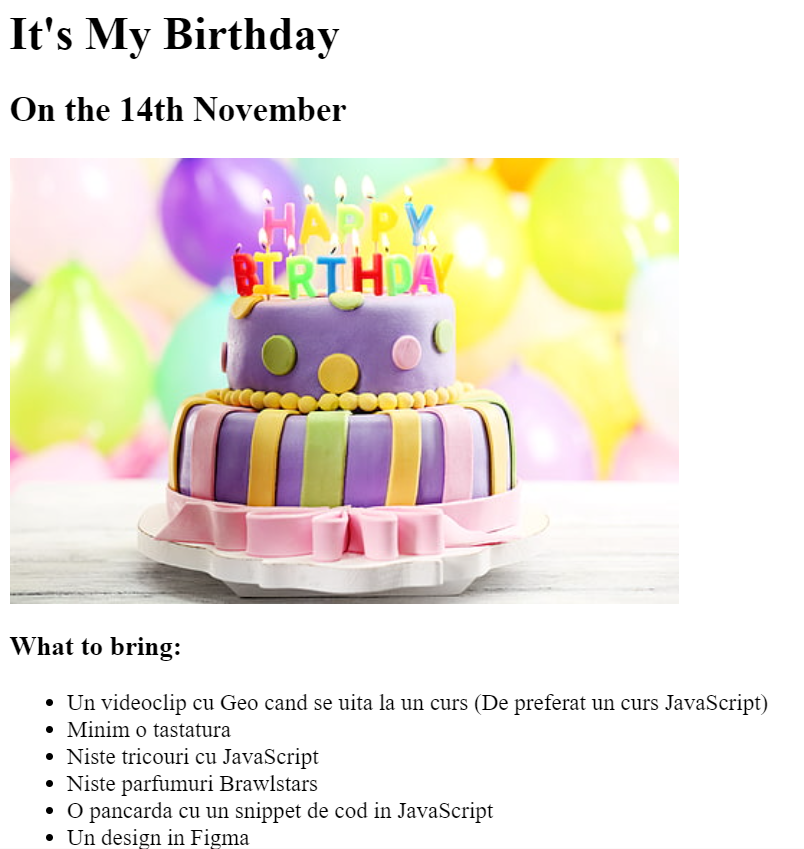 It's My Birthday
On the 14th November
HAPPY
BIRTHDAY
What to bring:
Un videoclip cu Geo cand se uita la un curs (De preferat un curs JavaScript)
Minim o tastatura
Niste tricouri cu JavaScript
Niste parfumuri Brawlstars
O pancarda cu un snippet de cod in JavaScript
Un design in Figma